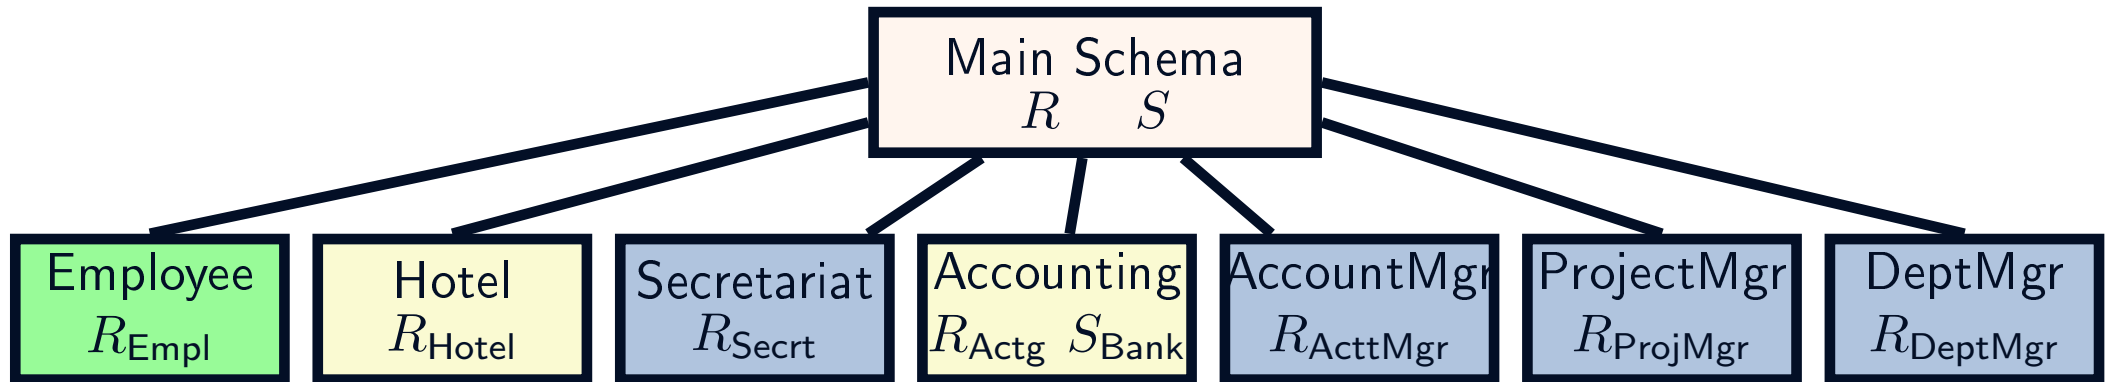 Main Schema
R S
Employee
R_Empl
Hotel
R_Hotel
Secretariat
R_Secrt
Accounting
R_Actg S_Bank
AccountMgr
R_ActtMgr
ProjectMgr
R_ProjMgr
DeptMgr
R_DeptMgr